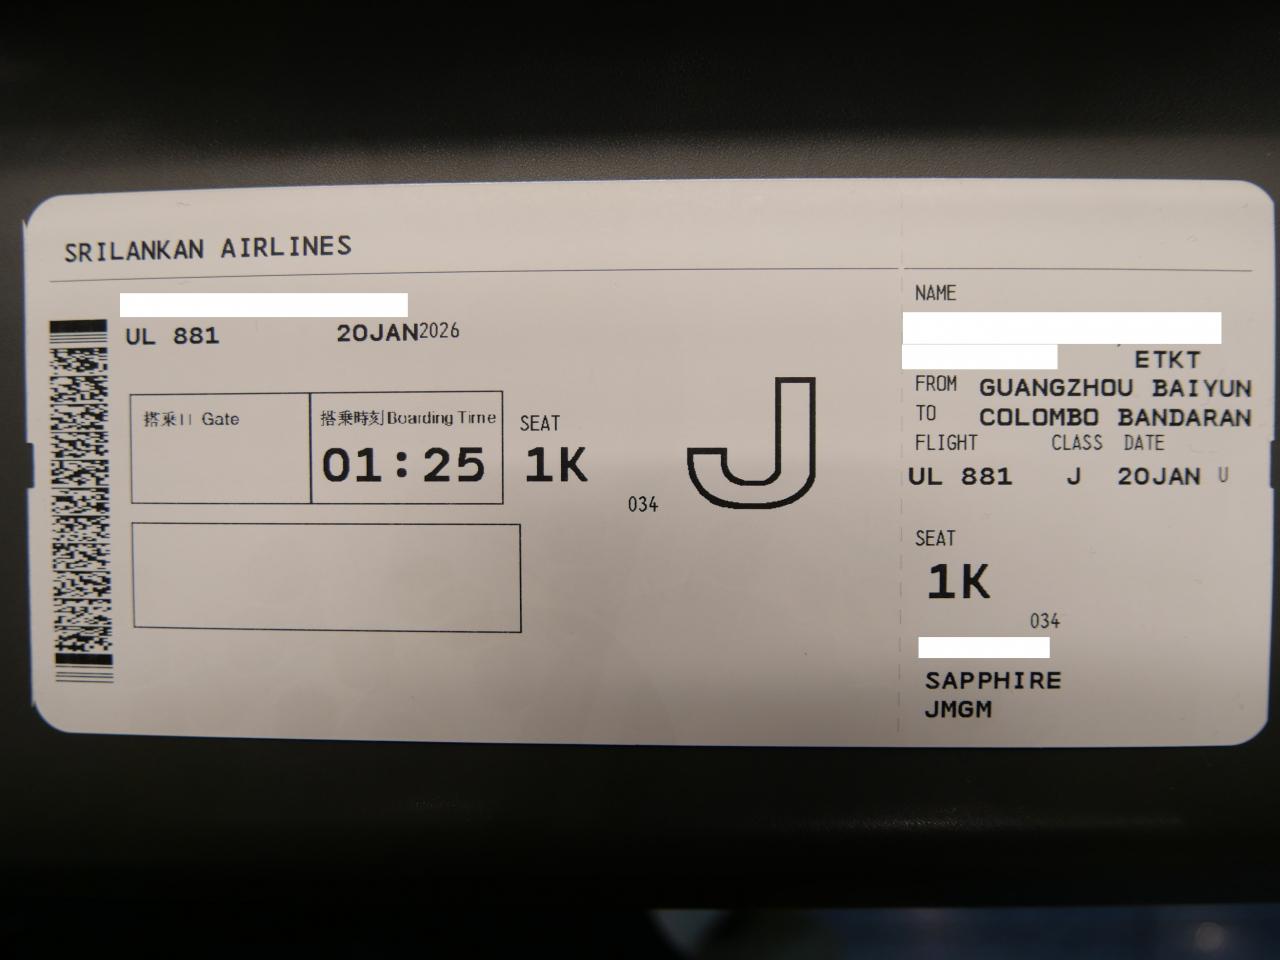 SRILANKAN AIRLINES
UL 881 20JAN2026
搭乗口 Gate
搭乗時刻 Boarding Time
01:25
SEAT
1K
034
J
NAME
ETKT
FROM GUANGZHOU BAIYUN
TO COLOMBO BANDARAN
FLIGHT CLASS DATE
UL 881 J 20JAN U
SEAT
1K
034
SAPPHIRE
JMGM